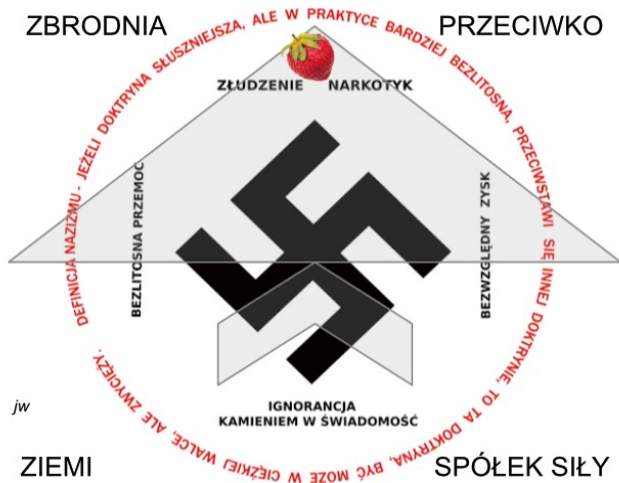 ZBRODNIA
PRZECIWKO
DEFINICJA NAZIZMU - JEŻELI DOKTRYNA SŁUSZNIEJSZA, ALE W PRAKTYCE BARDZIEJ BEZLITOSNA, PRZECIWSTAWI SIĘ INNEJ DOKTRYNIE, TO TA DOKTRYNA, BYĆ MOŻE W CIĘŻKIEJ WALCE, ALE ZWYCIĘŻY.
ZŁUDZENIE NARKOTYK
BEZLITOSNA PRZEMOC
BEZWZGLĘDNY ZYSK
IGNORANCJA
KAMIENIEM W ŚWIADOMOŚĆ
jw
ZIEMI
SPÓŁEK SIŁY